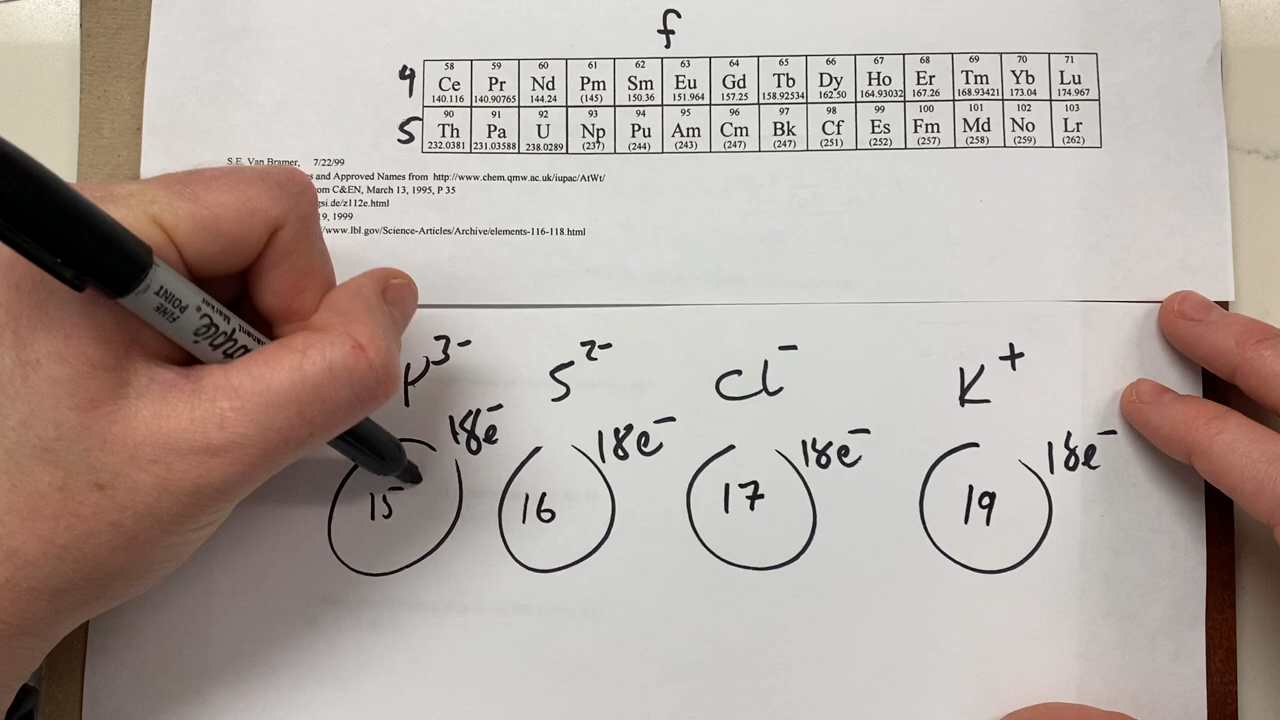 f
4 58 59 60 61 62 63 64 65 66 67 68 69 70 71
Ce Pr Nd Pm Sm Eu Gd Tb Dy Ho Er Tm Yb Lu
140.116 140.90765 144.24 (145) 150.36 151.964 157.25 158.92534 162.50 164.93032 167.26 168.93421 173.04 174.967
5 90 91 92 93 94 95 96 97 98 99 100 101 102 103
Th Pa U Np Pu Am Cm Bk Cf Es Fm Md No Lr
232.0381 231.03588 238.0289 (237) (244) (243) (247) (247) (251) (252) (257) (258) (259) (262)
S.E. Van Bramer, 7/22/99
and Approved Names from http://www.chem.qmw.ac.uk/iupac/AtWt/
C&EN, March 13, 1995, P 35
gsi.de/z112e.html
9, 1999
/www.lbl.gov/Science-Articles/Archive/elements-116-118.html
FINE POINT
P3- S2- Cl- K+
18e- 18e- 18e- 18e-
15 16 17 19